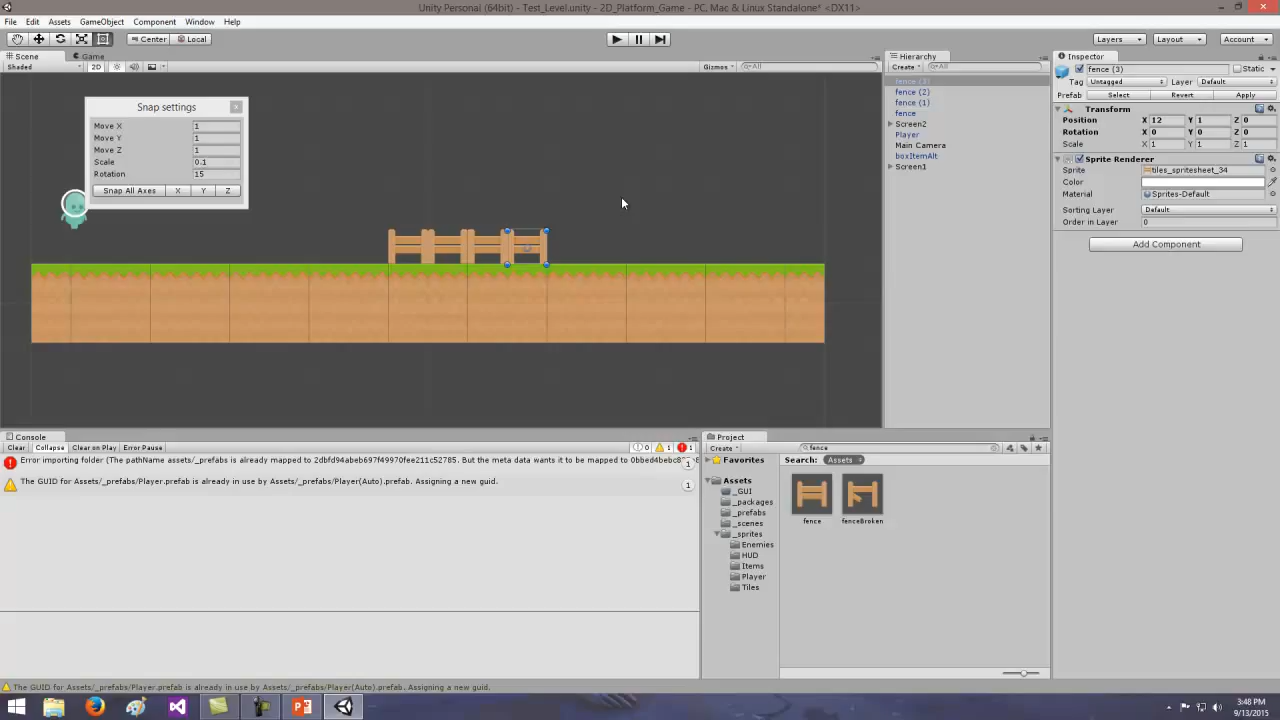 Unity Personal (64bit) - Test_Level.unity - 2D_Platform_Game - PC, Mac & Linux Standalone* <DX11>
File Edit Assets GameObject Component Window Help
Center Local Layers Layout Account
Scene Game
Shaded 2D Gizmos All
Snap settings
Move X 1
Move Y 1
Move Z 1
Scale 0.1
Rotation 15
Snap All Axes X Y Z
Hierarchy
Create All
fence (3)
fence (2)
fence (1)
fence
Screen2
Player
Main Camera
boxItemAlt
Screen1
Inspector
fence (3) Static
Tag Untagged Layer Default
Prefab Select Revert Apply
Transform
Position X 12 Y 1 Z 0
Rotation X 0 Y 0 Z 0
Scale X 1 Y 1 Z 1
Sprite Renderer
Sprite tiles_spritesheet_34
Color
Material Sprites-Default
Sorting Layer Default
Order in Layer 0
Add Component
Console
Clear Collapse Clear on Play Error Pause 0 1 1
Error importing folder (The pathName assets/_prefabs is already mapped to 2dbfd94abeb697f49970fee211c52785. But the meta data wants it to be mapped to 1
The GUID for Assets/_prefabs/Player.prefab is already in use by Assets/_prefabs/Player(Auto).prefab. Assigning a new guid. 1
Project
Create fence
Favorites
Search: Assets
Assets
_GUI
_packages
_prefabs
_scenes
_sprites
Enemies
HUD
Items
Player
Tiles
fence fenceBroken
The GUID for Assets/_prefabs/Player.prefab is already in use by Assets/_prefabs/Player(Auto).prefab. Assigning a new guid.
3:48 PM
9/13/2015